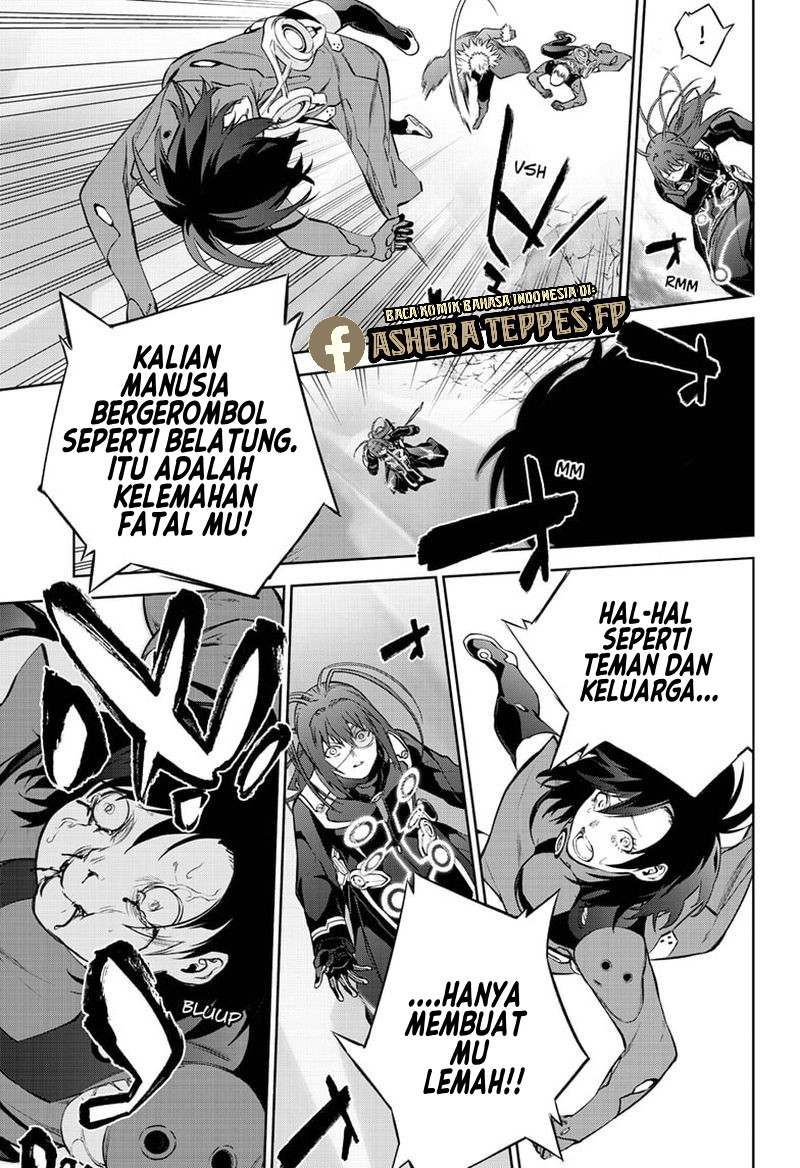 !
VSH
RMM
BACA KOMIK BAHASA INDONESIA DI:
f ASHERA TEPPES FP
KALIAN
MANUSIA
BERGEROMBOL
SEPERTI BELATUNG.
ITU ADALAH
KELEMAHAN
FATAL MU!
MM
HAL-HAL
SEPERTI
TEMAN DAN
KELUARGA...
....HANYA
MEMBUAT
MU
LEMAH!!
BLUUP